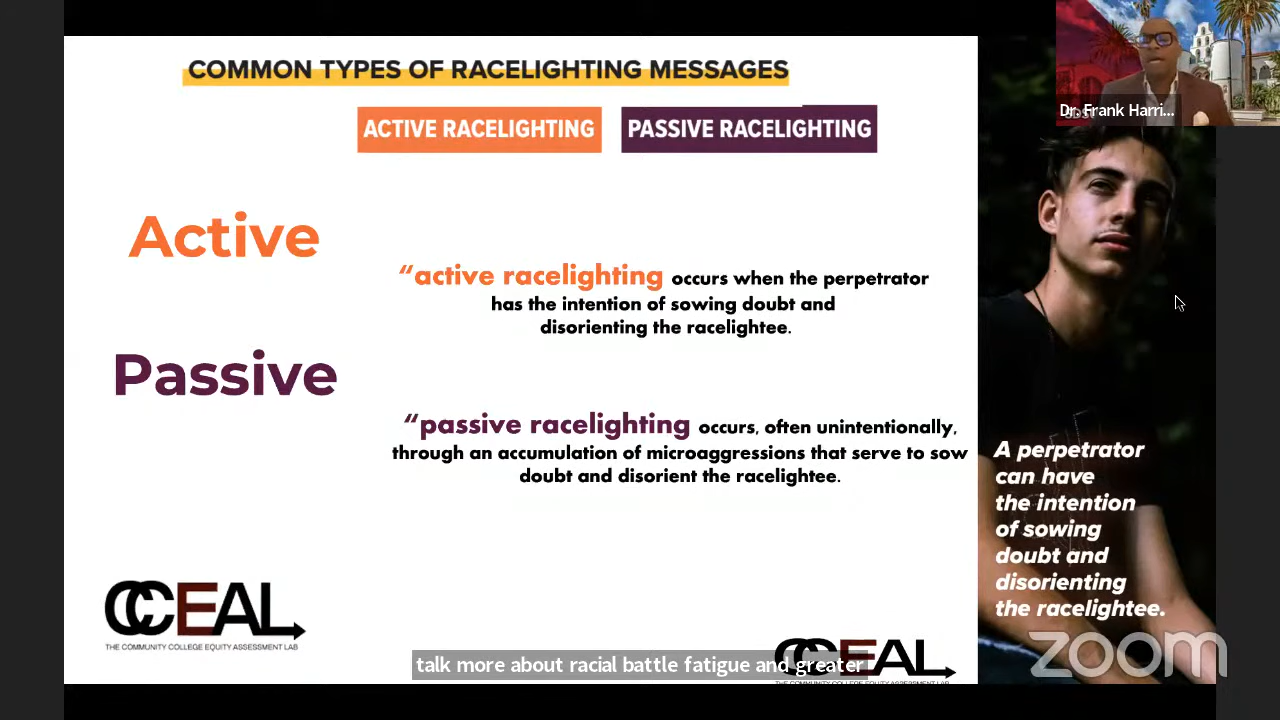 COMMON TYPES OF RACELIGHTING MESSAGES
ACTIVE RACELIGHTING
PASSIVE RACELIGHTING
Active
“active racelighting occurs when the perpetrator
has the intention of sowing doubt and
disorienting the racelightee.
Passive
“passive racelighting occurs, often unintentionally,
through an accumulation of microaggressions that serve to sow
doubt and disorient the racelightee.
CCEAL
THE COMMUNITY COLLEGE EQUITY ASSESSMENT LAB
CCEAL
talk more about racial battle fatigue and greater
Dr. Frank Harri...
A perpetrator
can have
the intention
of sowing
doubt and
disorienting
the racelightee.
zoom